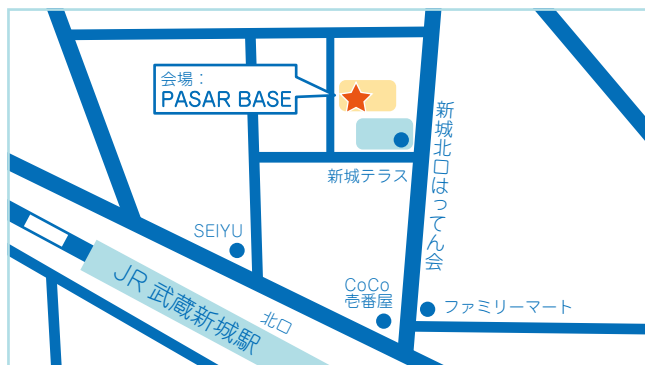 会場：
PASAR BASE
新城北口はってん会
新城テラス
SEIYU
CoCo
壱番屋
ファミリーマート
北口
JR 武蔵新城駅